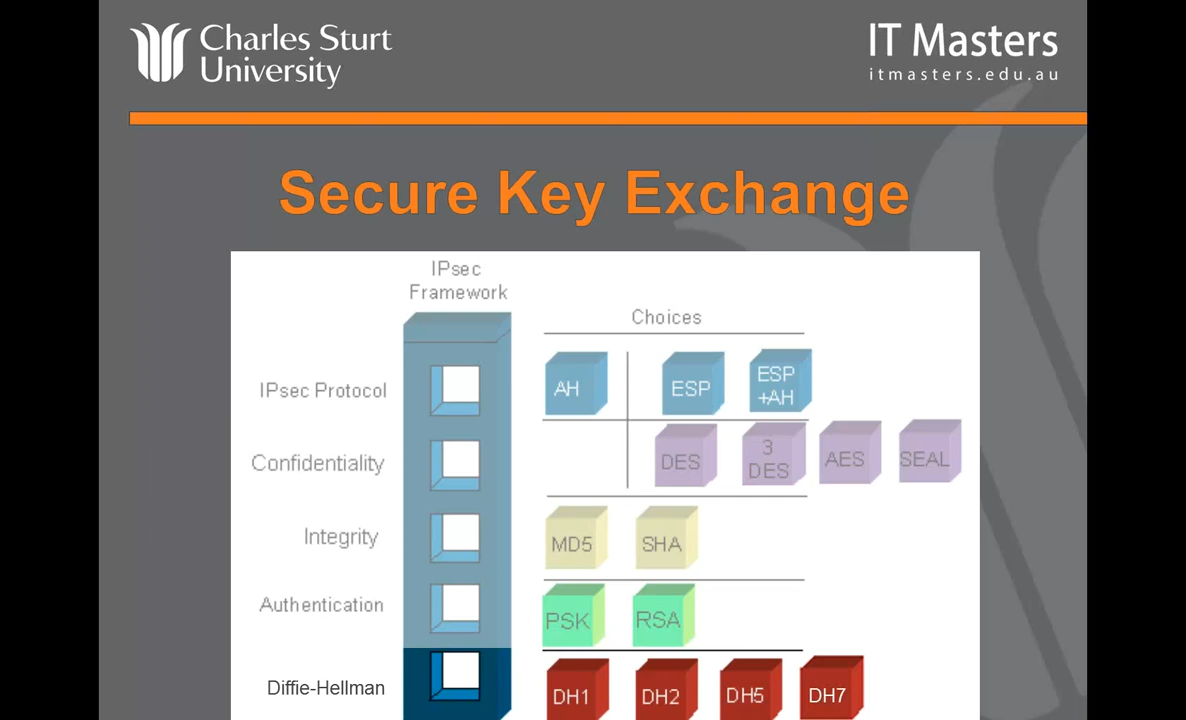 Charles Sturt
University
IT Masters
itmasters.edu.au
Secure Key Exchange
IPsec
Framework
Choices
IPsec Protocol
AH
ESP
ESP
+AH
Confidentiality
DES
3
DES
AES
SEAL
Integrity
MD5
SHA
Authentication
PSK
RSA
Diffie-Hellman
DH1
DH2
DH5
DH7